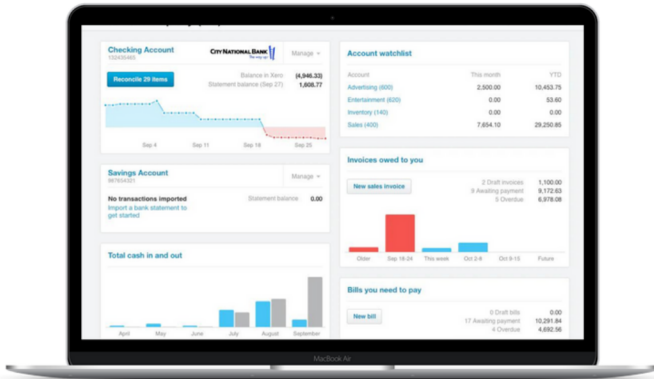 Checking Account
132435465
CITY NATIONAL BANK
The way up.
Manage
Reconcile 29 items
Balance in Xero (4,946.33)
Statement balance (Sep 27) 1,608.77
Sep 4 Sep 11 Sep 18 Sep 25
Savings Account
987654321
Manage
No transactions imported
Import a bank statement to
get started
Statement balance 0.00
Total cash in and out
April May June July August September
Account watchlist
Account This month YTD
Advertising (600) 2,500.00 10,453.75
Entertainment (620) 0.00 53.60
Inventory (140) 0.00 0.00
Sales (400) 7,654.10 29,250.85
Invoices owed to you
New sales invoice
2 Draft invoices 1,100.00
9 Awaiting payment 9,172.63
5 Overdue 6,978.08
Older Sep 18-24 This week Oct 2-8 Oct 9-15 Future
Bills you need to pay
New bill
0 Draft bills 0.00
17 Awaiting payment 10,291.84
4 Overdue 4,692.56
MacBook Air